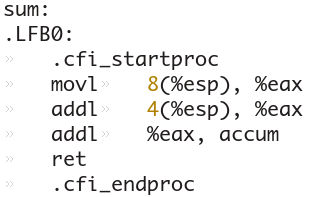 sum:
.LFB0:
» .cfi_startproc
» movl» 8(%esp), %eax
» addl» 4(%esp), %eax
» addl» %eax, accum
» ret
» .cfi_endproc